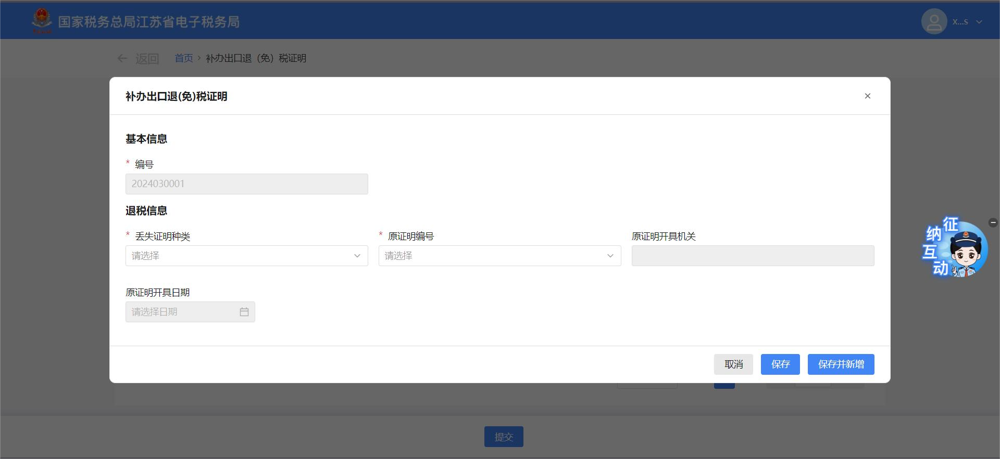 国家税务总局江苏省电子税务局
X...S
返回 首页 > 补办出口退（免）税证明
补办出口退(免)税证明
基本信息
* 编号
2024030001
退税信息
* 丢失证明种类 * 原证明编号 原证明开具机关
请选择 请选择
原证明开具日期
请选择日期
征纳互动
取消 保存 保存并新增
提交